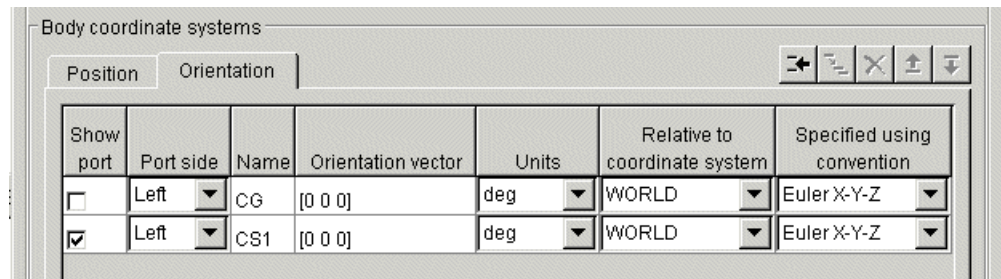 Body coordinate systems
Position Orientation
Show port Port side Name Orientation vector Units Relative to coordinate system Specified using convention
Left CG [0 0 0] deg WORLD Euler X-Y-Z
Left CS1 [0 0 0] deg WORLD Euler X-Y-Z